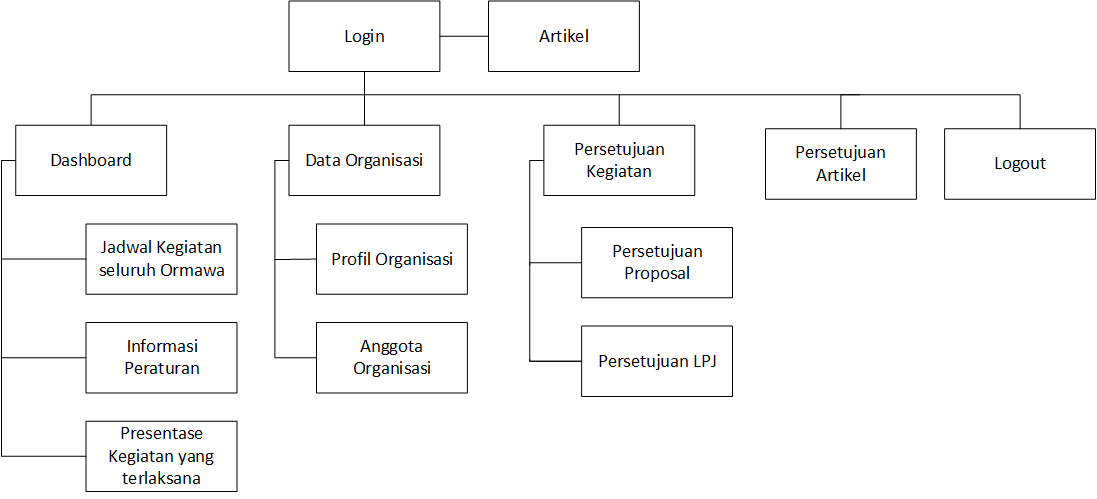 Login
Artikel
Dashboard
Data Organisasi
Persetujuan
Kegiatan
Persetujuan
Artikel
Logout
Jadwal Kegiatan
seluruh Ormawa
Profil Organisasi
Persetujuan
Proposal
Informasi
Peraturan
Anggota
Organisasi
Persetujuan LPJ
Presentase
Kegiatan yang
terlaksana